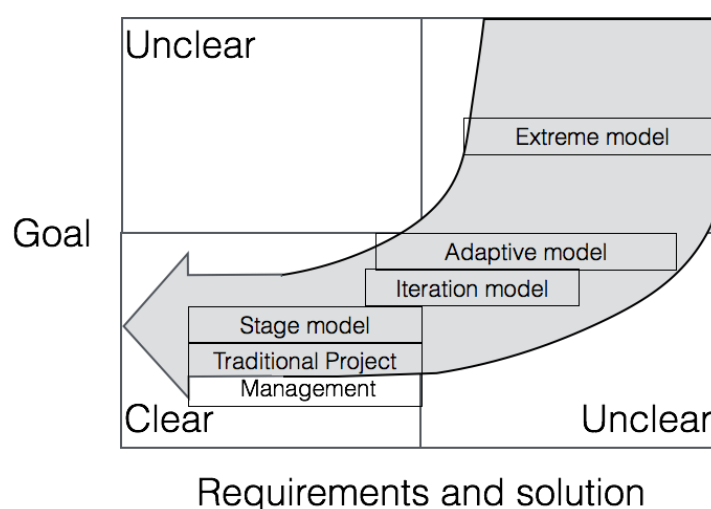 Unclear
Extreme model
Goal
Adaptive model
Iteration model
Stage model
Traditional Project
Management
Clear
Unclear
Requirements and solution